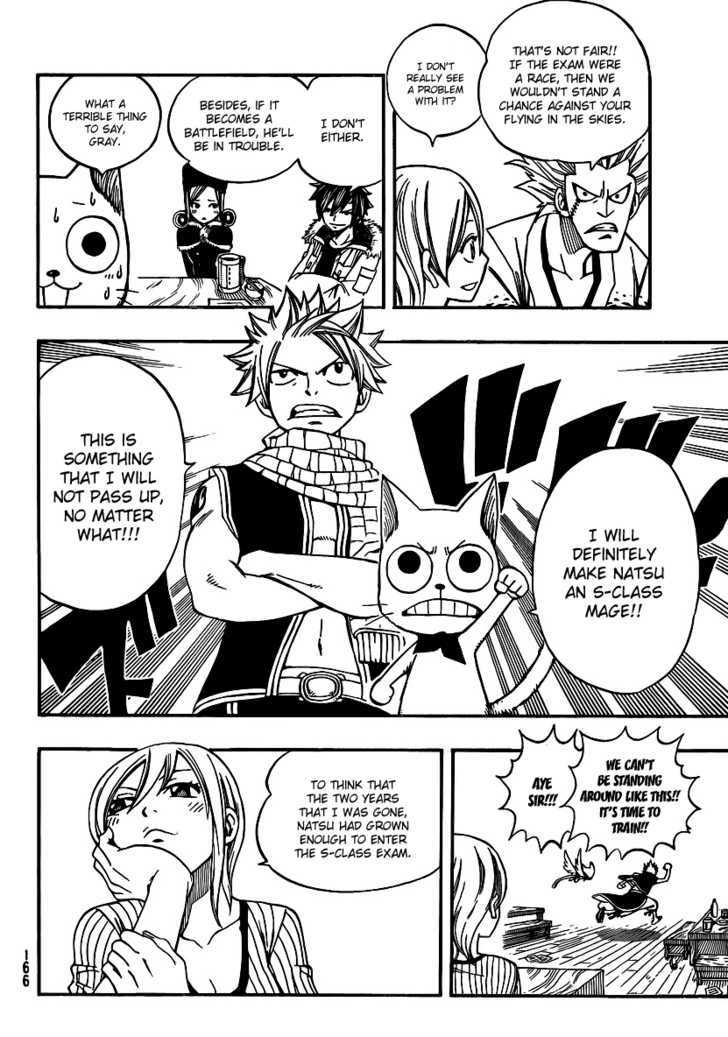 THAT'S NOT FAIR!!
IF THE EXAM WERE
A RACE, THEN WE
WOULDN'T STAND A
CHANCE AGAINST YOUR
FLYING IN THE SKIES.
I DON'T
REALLY SEE
A PROBLEM
WITH IT?
I DON'T
EITHER.
BESIDES, IF IT
BECOMES A
BATTLEFIELD, HE'LL
BE IN TROUBLE.
WHAT A
TERRIBLE THING
TO SAY,
GRAY.
I WILL
DEFINITELY
MAKE NATSU
AN S-CLASS
MAGE!!
THIS IS
SOMETHING
THAT I WILL
NOT PASS UP,
NO MATTER
WHAT!!!
WE CAN'T
BE STANDING
AROUND LIKE THIS!!
IT'S TIME TO
TRAIN!!
AYE
SIR!!!
TO THINK THAT
THE TWO YEARS
THAT I WAS GONE,
NATSU HAD GROWN
ENOUGH TO ENTER
THE S-CLASS EXAM.
166